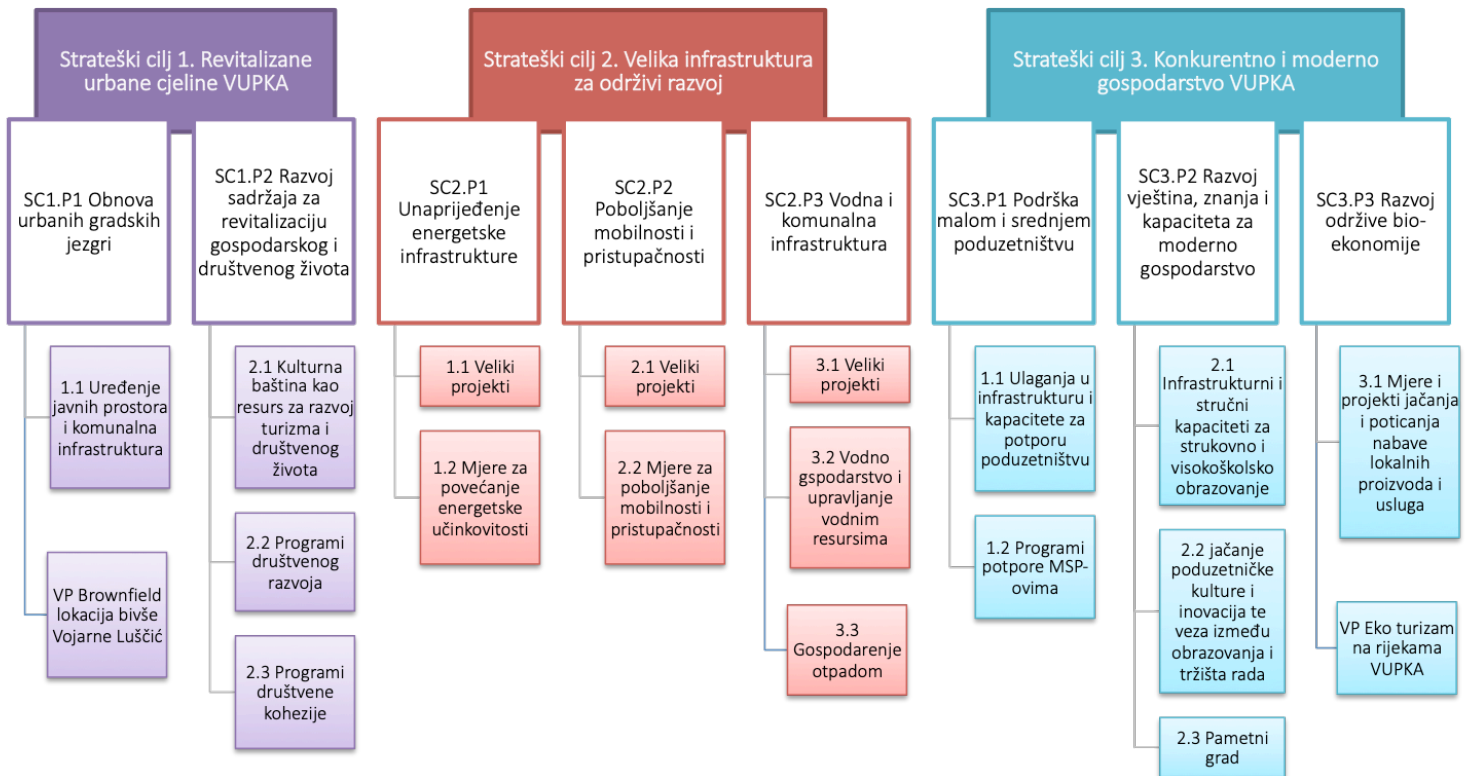 Strateški cilj 1. Revitalizane
urbane cjeline VUPKA
Strateški cilj 2. Velika infrastruktura
za održivi razvoj
Strateški cilj 3. Konkurentno i moderno
gospodarstvo VUPKA
SC1.P1 Obnova
urbanih gradskih
jezgri
SC1.P2 Razvoj
sadržaja za
revitalizaciju
gospodarskog i
društvenog života
SC2.P1
Unaprijeđenje
energetske
infrastrukture
SC2.P2
Poboljšanje
mobilnosti i
pristupačnosti
SC2.P3 Vodna i
komunalna
infrastruktura
SC3.P1 Podrška
malom i srednjem
poduzetništvu
SC3.P2 Razvoj
vještina, znanja i
kapaciteta za
moderno
gospodarstvo
SC3.P3 Razvoj
održive bio-
ekonomije
1.1 Uređenje
javnih prostora
i komunalna
infrastruktura
VP Brownfield
lokacija bivše
Vojarne Luščić
2.1 Kulturna
baština kao
resurs za razvoj
turizma i
društvenog
života
2.2 Programi
društvenog
razvoja
2.3 Programi
društvene
kohezije
1.1 Veliki
projekti
1.2 Mjere za
povećanje
energetske
učinkovitosti
2.1 Veliki
projekti
2.2 Mjere za
poboljšanje
mobilnosti i
pristupačnosti
3.1 Veliki
projekti
3.2 Vodno
gspodarstvo i
upravljanje
vodnim
resursima
3.3
Gospodarenje
otpadom
1.1 Ulaganja u
infrastrukturu i
kapacitete za
potporu
poduzetništvu
1.2 Programi
potpore MSP-
ovima
2.1
Infrastrukturni i
stručni
kapaciteti za
strukovno i
visokoškolsko
obrazovanje
2.2 jačanje
poduzetničke
kulture i
inovacija te
veza između
obrazovanja i
tržišta rada
2.3 Pametni
grad
3.1 Mjere i
projekti jačanja
i poticanja
nabave
lokalnih
proizvoda i
usluga
VP Eko turizam
na rijekama
VUPKA